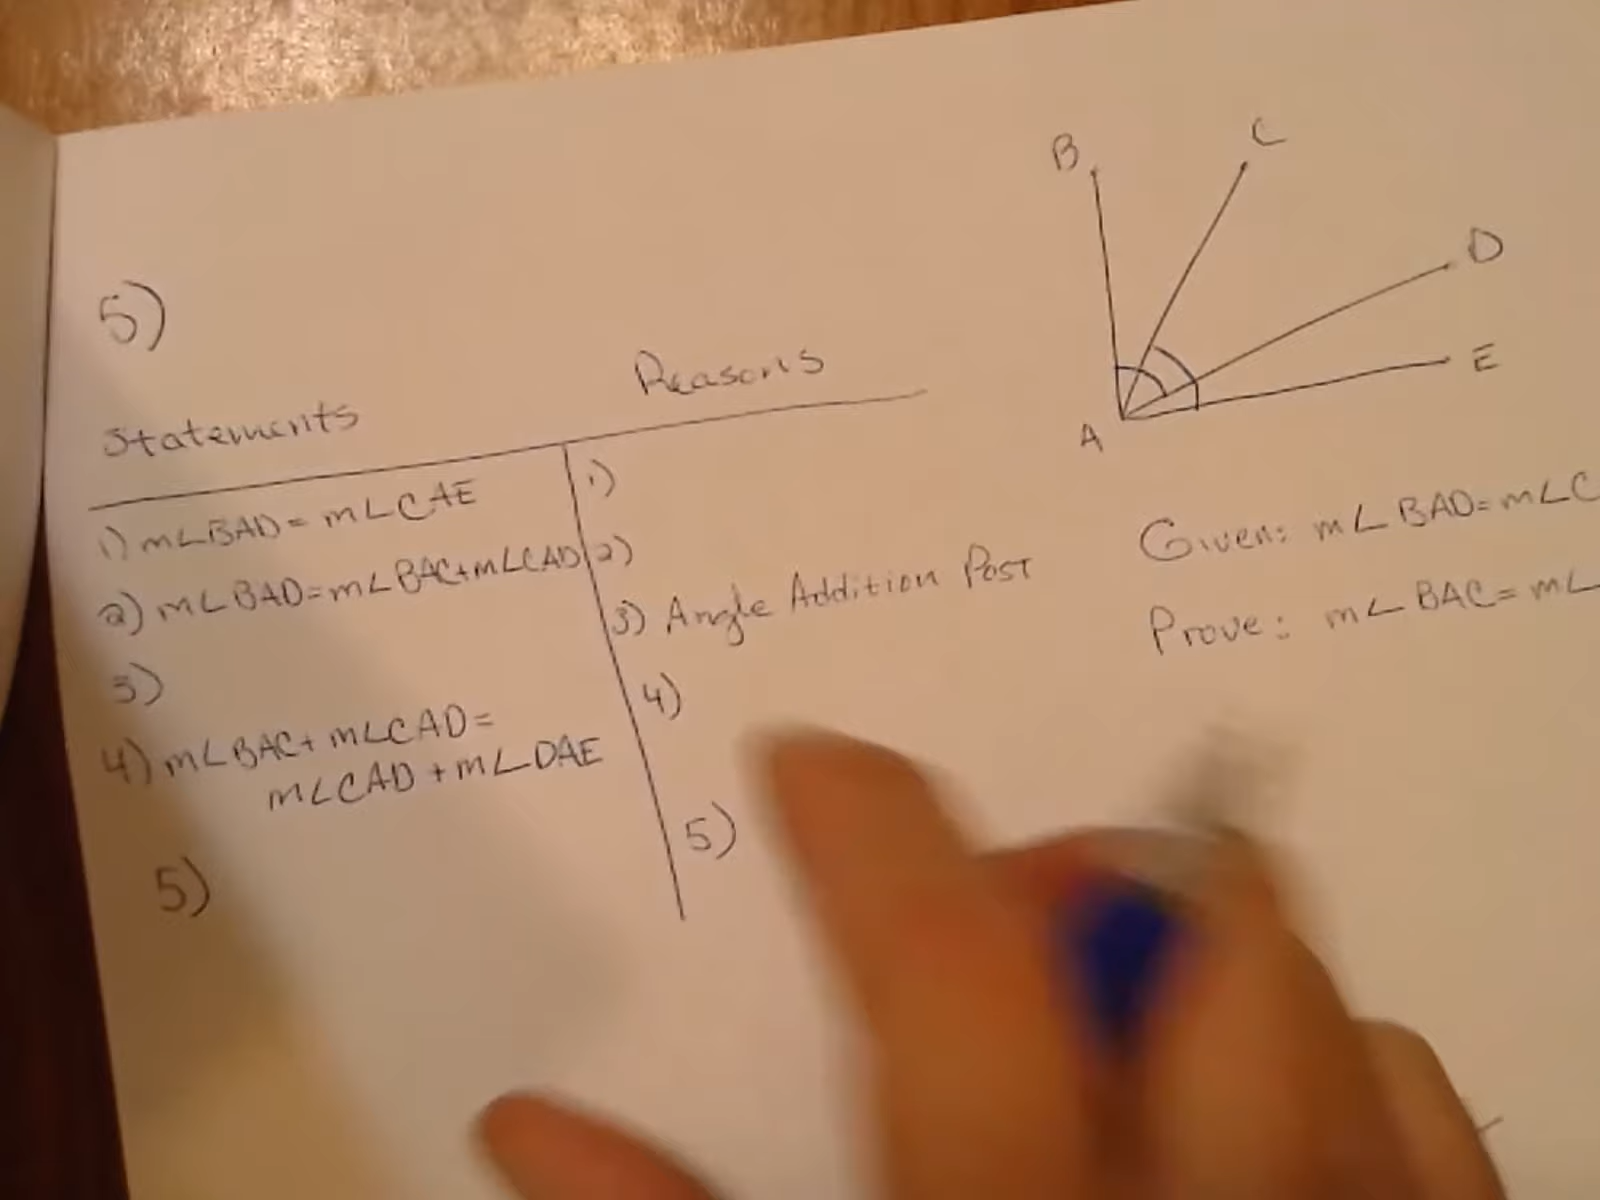 5)
Statements
Reasons
1) m∠BAD = m∠CAE
1)
2) m∠BAD=m∠BAC+m∠CAD
2)
3)
3) Angle Addition Post
4) m∠BAC+ m∠CAD=
m∠CAD + m∠DAE
4)
5)
5)
B
C
D
E
A
Given: m∠BAD=m∠C
Prove: m∠BAC=m∠